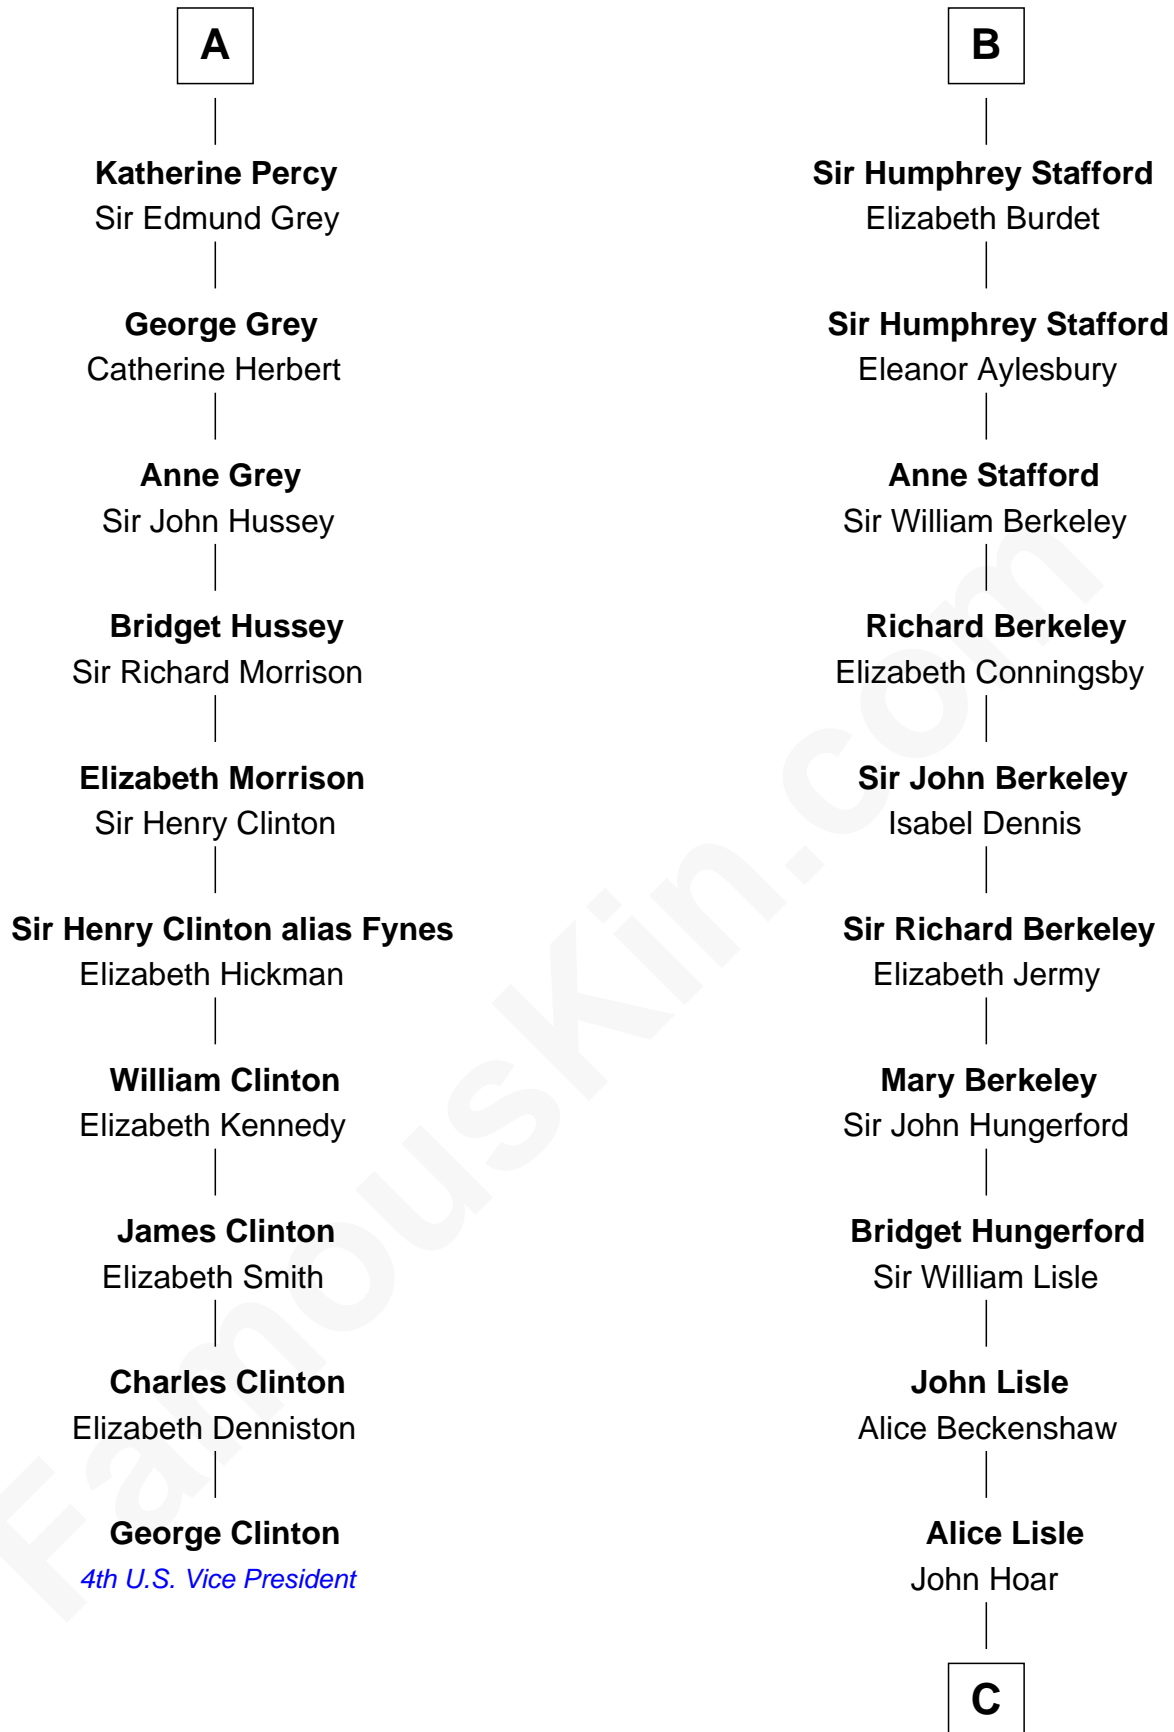 A
Katherine Percy
Sir Edmund Grey
George Grey
Catherine Herbert
Anne Grey
Sir John Hussey
Bridget Hussey
Sir Richard Morrison
Elizabeth Morrison
Sir Henry Clinton
Sir Henry Clinton alias Fynes
Elizabeth Hickman
William Clinton
Elizabeth Kennedy
James Clinton
Elizabeth Smith
Charles Clinton
Elizabeth Denniston
George Clinton
4th U.S. Vice President
B
Sir Humphrey Stafford
Elizabeth Burdet
Sir Humphrey Stafford
Eleanor Aylesbury
Anne Stafford
Sir William Berkeley
Richard Berkeley
Elizabeth Conningsby
Sir John Berkeley
Isabel Dennis
Sir Richard Berkeley
Elizabeth Jermy
Mary Berkeley
Sir John Hungerford
Bridget Hungerford
Sir William Lisle
John Lisle
Alice Beckenshaw
Alice Lisle
John Hoar
C
FamousKin.com